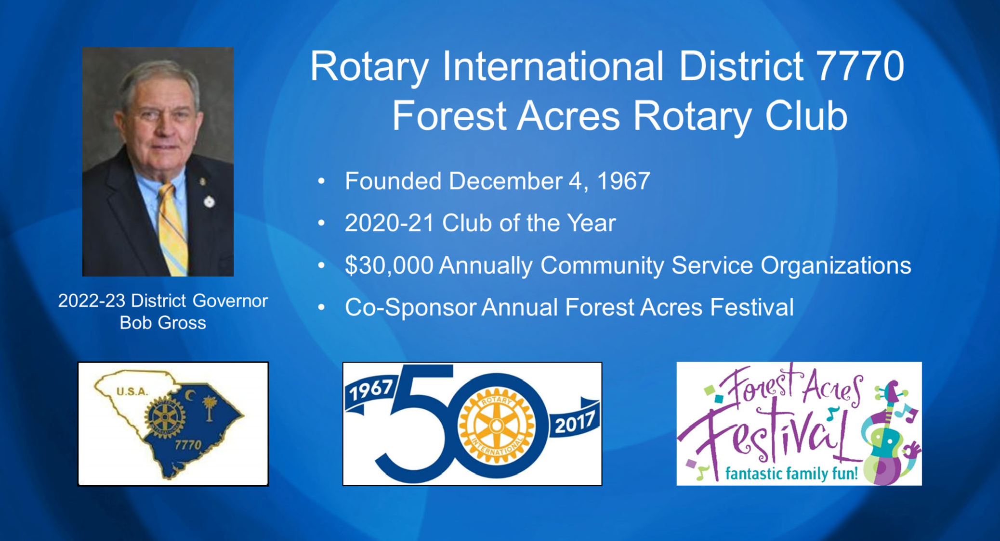 Rotary International District 7770
Forest Acres Rotary Club
• Founded December 4, 1967
• 2020-21 Club of the Year
• $30,000 Annually Community Service Organizations
• Co-Sponsor Annual Forest Acres Festival
2022-23 District Governor
Bob Gross
U.S.A.
ROTARY
INTERNATIONAL
7770
1967
50
ROTARY
INTERNATIONAL
2017
Forest Acres
Festival
fantastic family fun!